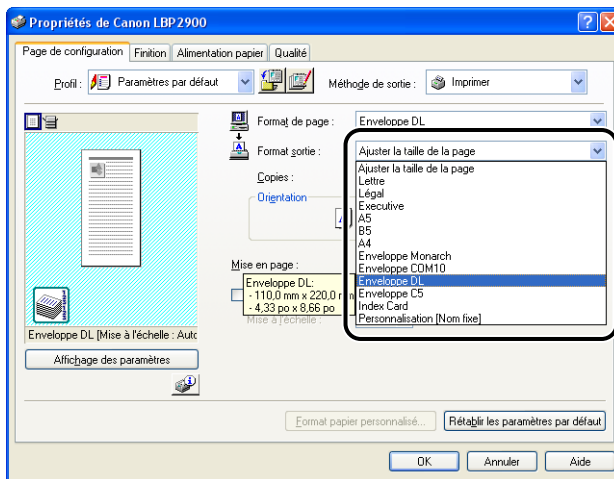 Propriétés de Canon LBP2900
Page de configuration Finition Alimentation papier Qualité
Profil : Paramètres par défaut Méthode de sortie : Imprimer
Format de page : Enveloppe DL
Format sortie : Ajuster la taille de la page
Copies :
Orientation
Ajuster la taille de la page
Lettre
Légal
Executive
A5
B5
A4
Enveloppe Monarch
Enveloppe COM10
Enveloppe DL
Enveloppe C5
Index Card
Personnalisation [Nom fixe]
Mise en page :
Enveloppe DL:
- 110,0 mm x 220,0 m
- 4,33 po x 8,66 po
Mise à l'échelle :
Enveloppe DL [Mise à l'échelle : Auto
Affichage des paramètres
Format papier personnalisé... Rétablir les paramètres par défaut
OK Annuler Aide